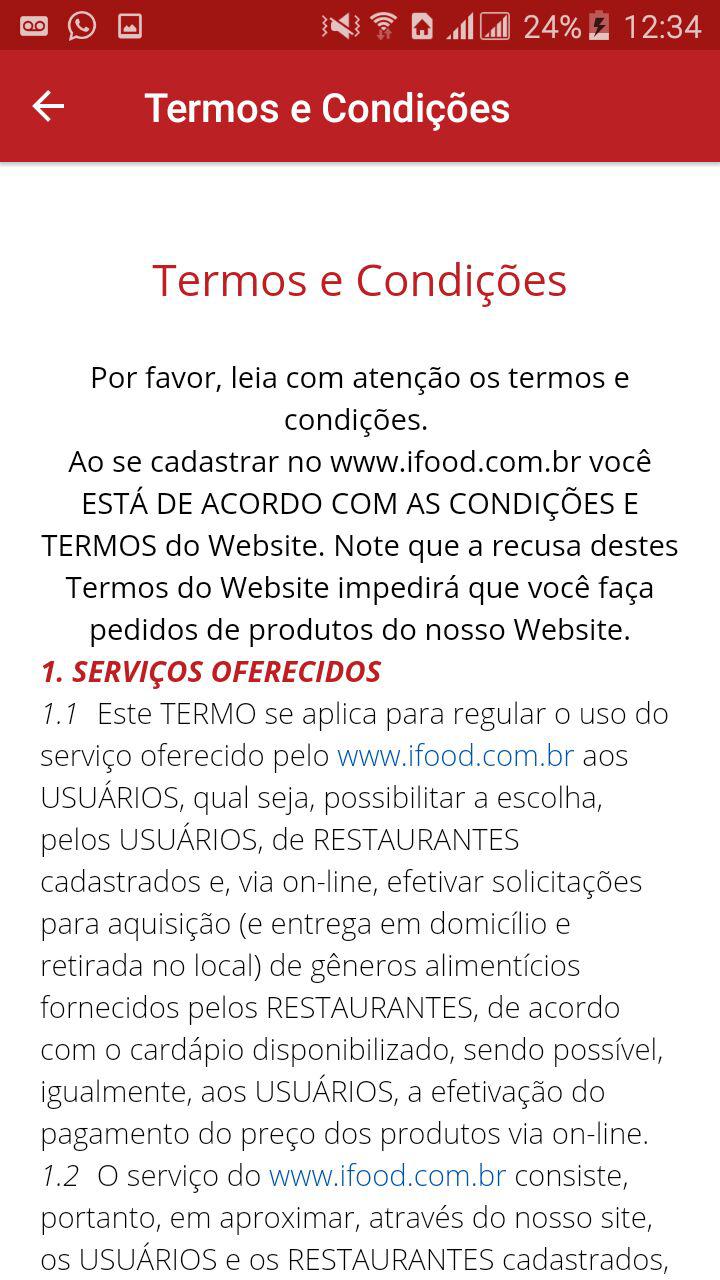 24% 12:34
Termos e Condições
Termos e Condições
Por favor, leia com atenção os termos e
condições.
Ao se cadastrar no www.ifood.com.br você
ESTÁ DE ACORDO COM AS CONDIÇÕES E
TERMOS do Website. Note que a recusa destes
Termos do Website impedirá que você faça
pedidos de produtos do nosso Website.
1. SERVIÇOS OFERECIDOS
1.1 Este TERMO se aplica para regular o uso do
serviço oferecido pelo www.ifood.com.br aos
USUÁRIOS, qual seja, possibilitar a escolha,
pelos USUÁRIOS, de RESTAURANTES
cadastrados e, via on-line, efetivar solicitações
para aquisição (e entrega em domicílio e
retirada no local) de gêneros alimentícios
fornecidos pelos RESTAURANTES, de acordo
com o cardápio disponibilizado, sendo possível,
igualmente, aos USUÁRIOS, a efetivação do
pagamento do preço dos produtos via on-line.
1.2 O serviço do www.ifood.com.br consiste,
portanto, em aproximar, através do nosso site,
os USUÁRIOS e os RESTAURANTES cadastrados,